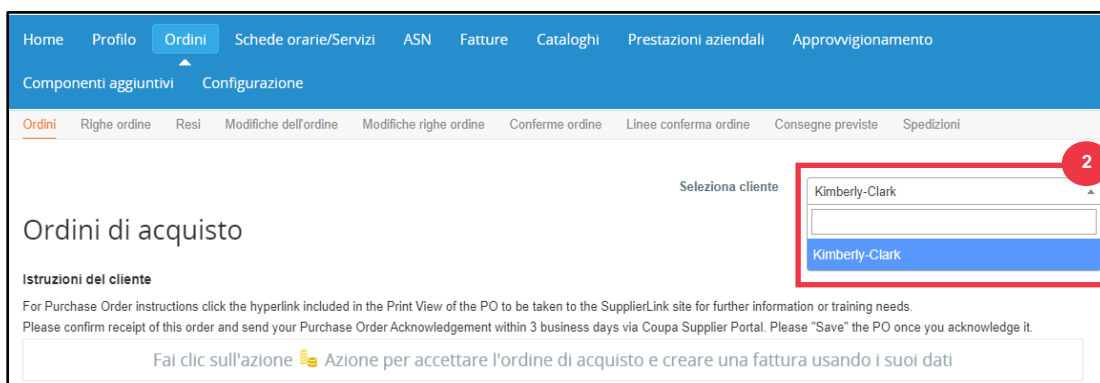 Home Profilo Ordini Schede orarie/Servizi ASN Fatture Cataloghi Prestazioni aziendali Approvvigionamento
Componenti aggiuntivi Configurazione
Ordini Righe ordine Resi Modifiche dell'ordine Modifiche righe ordine Conferme ordine Linee conferma ordine Consegne previste Spedizioni
2
Seleziona cliente Kimberly-Clark
Kimberly-Clark
Ordini di acquisto
Istruzioni del cliente
For Purchase Order instructions click the hyperlink included in the Print View of the PO to be taken to the SupplierLink site for further information or training needs.
Please confirm receipt of this order and send your Purchase Order Acknowledgement within 3 business days via Coupa Supplier Portal. Please "Save" the PO once you acknowledge it.
Fai clic sull'azione Azione per accettare l'ordine di acquisto e creare una fattura usando i suoi dati